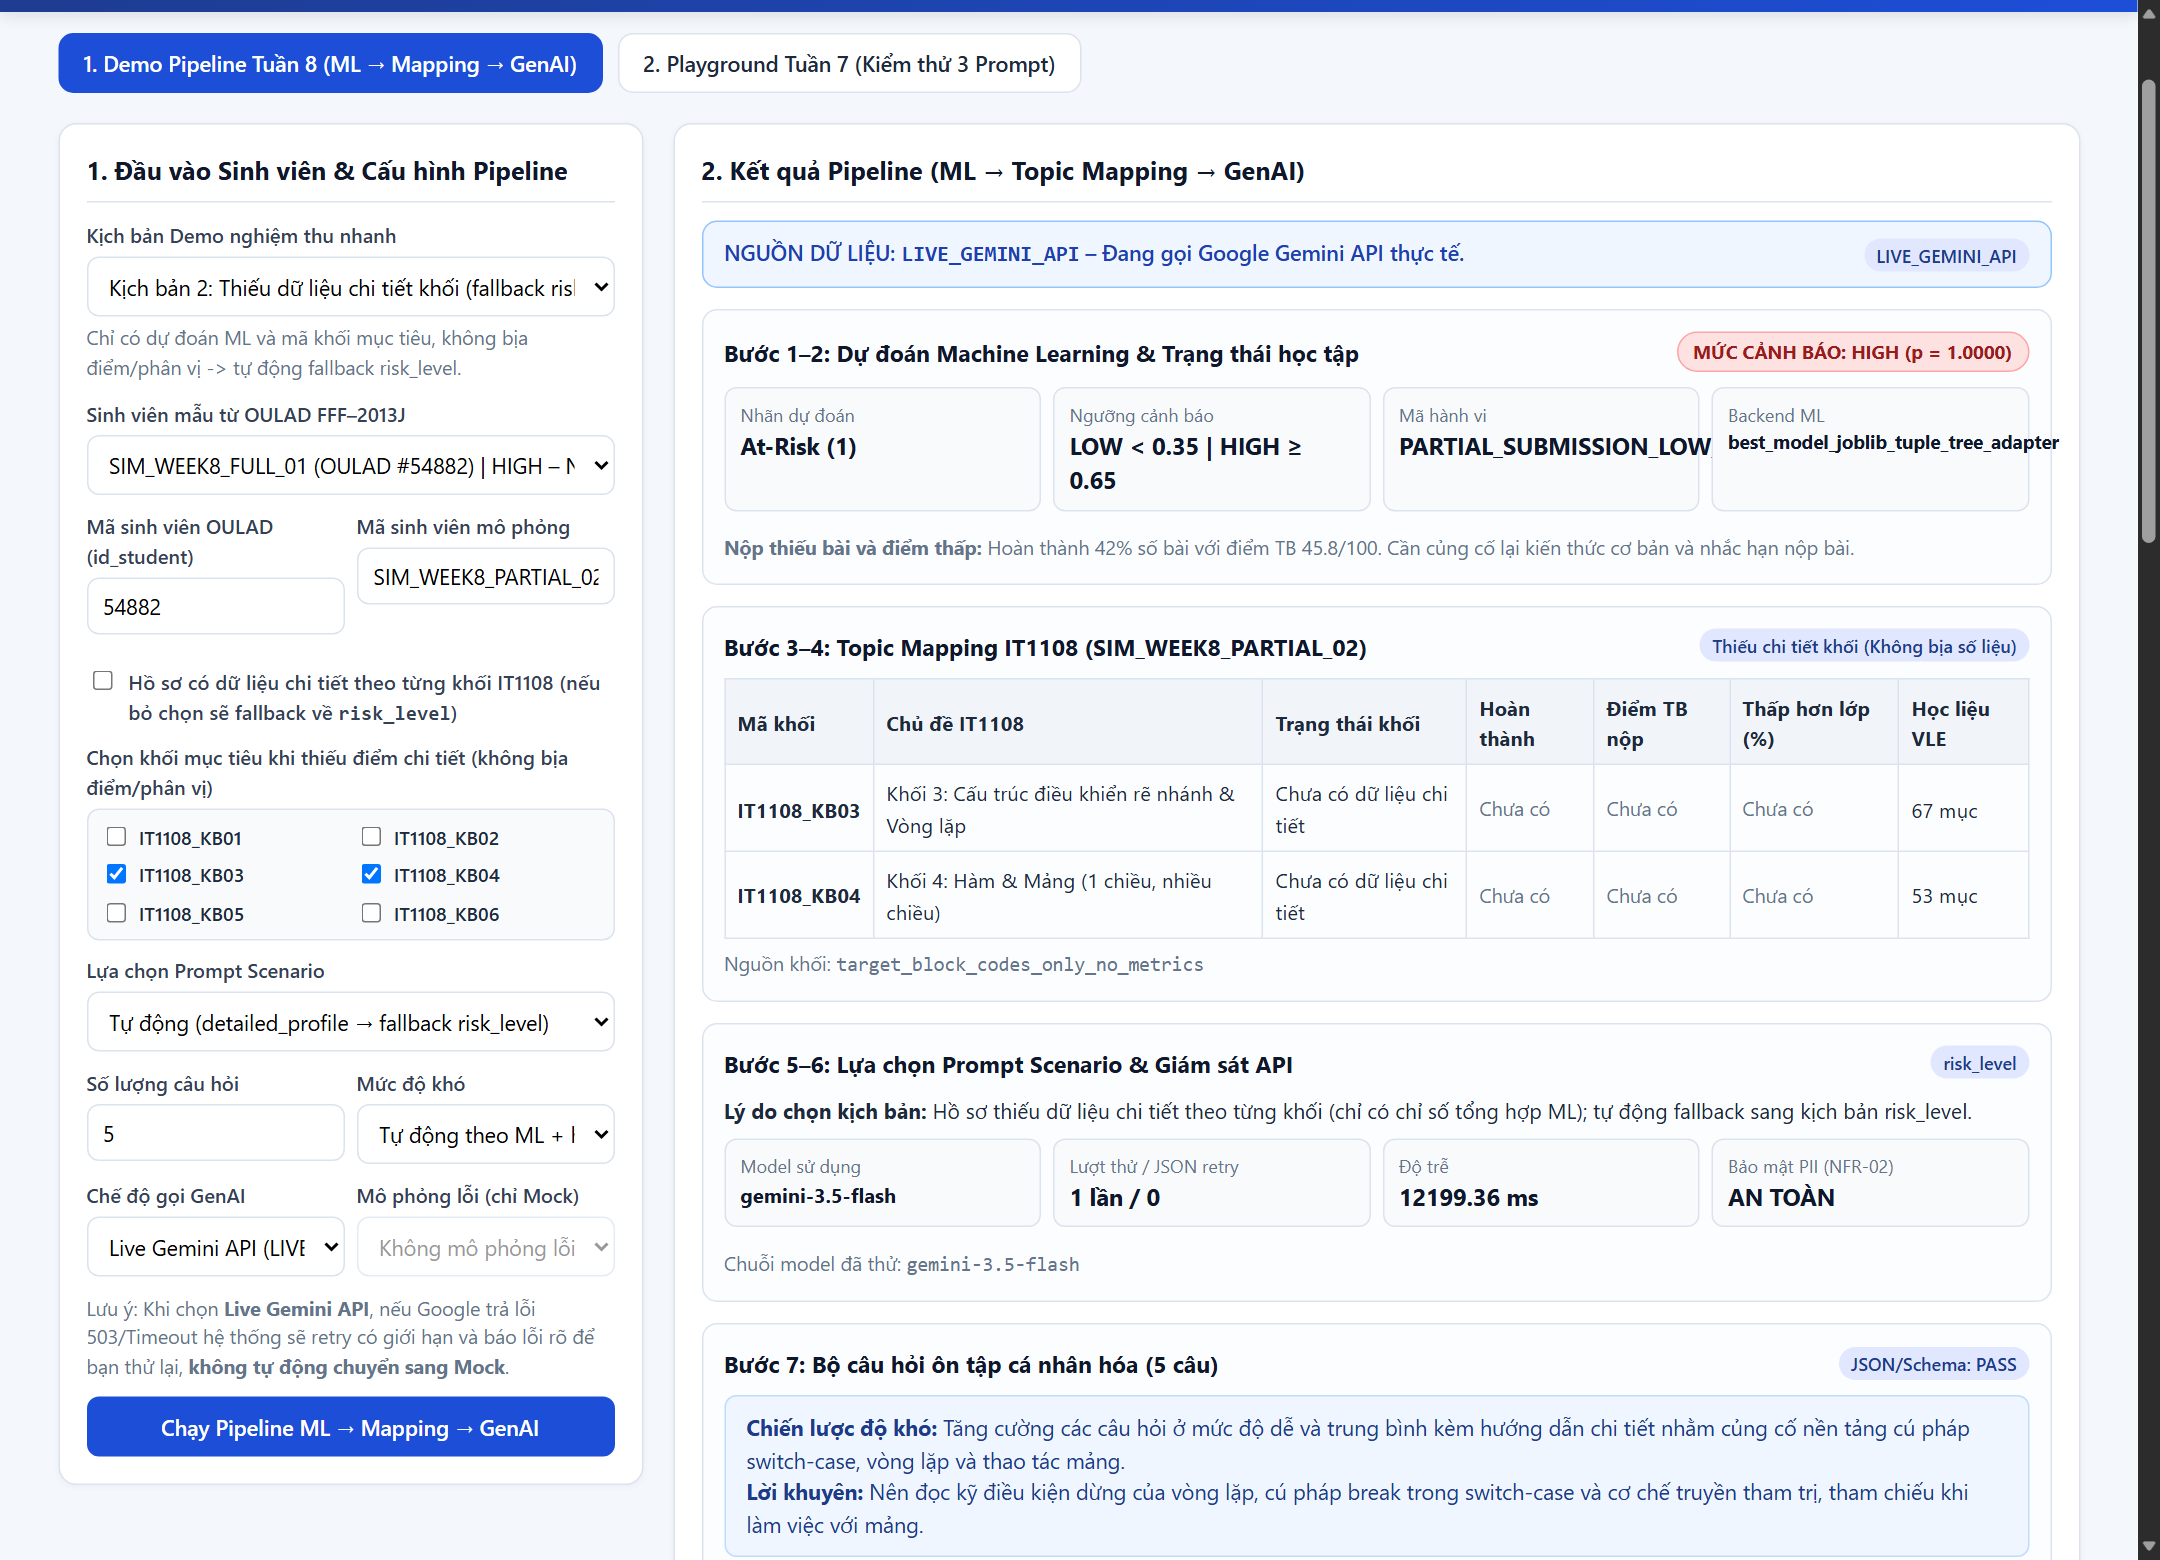 1. Demo Pipeline Tuần 8 (ML → Mapping → GenAI)
2. Playground Tuần 7 (Kiểm thử 3 Prompt)
1. Đầu vào Sinh viên & Cấu hình Pipeline
Kịch bản Demo nghiệm thu nhanh
Kịch bản 2: Thiếu dữ liệu chi tiết khối (fallback ris
Chỉ có dự đoán ML và mã khối mục tiêu, không bịa
điểm/phân vị -> tự động fallback risk_level.
Sinh viên mẫu từ OULAD FFF–2013J
SIM_WEEK8_FULL_01 (OULAD #54882) | HIGH – N
Mã sinh viên OULAD
(id_student)
54882
Mã sinh viên mô phỏng
SIM_WEEK8_PARTIAL_02
Hồ sơ có dữ liệu chi tiết theo từng khối IT1108 (nếu
bỏ chọn sẽ fallback về risk_level)
Chọn khối mục tiêu khi thiếu điểm chi tiết (không bịa
điểm/phân vị)
IT1108_KB01
IT1108_KB02
IT1108_KB03
IT1108_KB04
IT1108_KB05
IT1108_KB06
Lựa chọn Prompt Scenario
Tự động (detailed_profile → fallback risk_level)
Số lượng câu hỏi
5
Mức độ khó
Tự động theo ML + l
Chế độ gọi GenAI
Live Gemini API (LIVE
Mô phỏng lỗi (chỉ Mock)
Không mô phỏng lỗi
Lưu ý: Khi chọn Live Gemini API, nếu Google trả lỗi
503/Timeout hệ thống sẽ retry có giới hạn và báo lỗi rõ để
bạn thử lại, không tự động chuyển sang Mock.
Chạy Pipeline ML → Mapping → GenAI
2. Kết quả Pipeline (ML → Topic Mapping → GenAI)
NGUỒN DỮ LIỆU: LIVE_GEMINI_API – Đang gọi Google Gemini API thực tế.
LIVE_GEMINI_API
Bước 1–2: Dự đoán Machine Learning & Trạng thái học tập
MỨC CẢNH BÁO: HIGH (p = 1.0000)
Nhãn dự đoán
At-Risk (1)
Ngưỡng cảnh báo
LOW < 0.35 | HIGH ≥
0.65
Mã hành vi
PARTIAL_SUBMISSION_LOW_
Backend ML
best_model_joblib_tuple_tree_adapter
Nộp thiếu bài và điểm thấp: Hoàn thành 42% số bài với điểm TB 45.8/100. Cần củng cố lại kiến thức cơ bản và nhắc hạn nộp bài.
Bước 3–4: Topic Mapping IT1108 (SIM_WEEK8_PARTIAL_02)
Thiếu chi tiết khối (Không bịa số liệu)
Mã khối
Chủ đề IT1108
Trạng thái khối
Hoàn
thành
Điểm TB
nộp
Thấp hơn lớp
(%)
Học liệu
VLE
IT1108_KB03
Khối 3: Cấu trúc điều khiển rẽ nhánh &
Vòng lặp
Chưa có dữ liệu chi
tiết
Chưa có
Chưa có
Chưa có
67 mục
IT1108_KB04
Khối 4: Hàm & Mảng (1 chiều, nhiều
chiều)
Chưa có dữ liệu chi
tiết
Chưa có
Chưa có
Chưa có
53 mục
Nguồn khối: target_block_codes_only_no_metrics
Bước 5–6: Lựa chọn Prompt Scenario & Giám sát API
risk_level
Lý do chọn kịch bản: Hồ sơ thiếu dữ liệu chi tiết theo từng khối (chỉ có chỉ số tổng hợp ML); tự động fallback sang kịch bản risk_level.
Model sử dụng
gemini-3.5-flash
Lượt thử / JSON retry
1 lần / 0
Độ trễ
12199.36 ms
Bảo mật PII (NFR-02)
AN TOÀN
Chuỗi model đã thử: gemini-3.5-flash
Bước 7: Bộ câu hỏi ôn tập cá nhân hóa (5 câu)
JSON/Schema: PASS
Chiến lược độ khó: Tăng cường các câu hỏi ở mức độ dễ và trung bình kèm hướng dẫn chi tiết nhằm củng cố nền tảng cú pháp
switch-case, vòng lặp và thao tác mảng.
Lời khuyên: Nên đọc kỹ điều kiện dừng của vòng lặp, cú pháp break trong switch-case và cơ chế truyền tham trị, tham chiếu khi
làm việc với mảng.